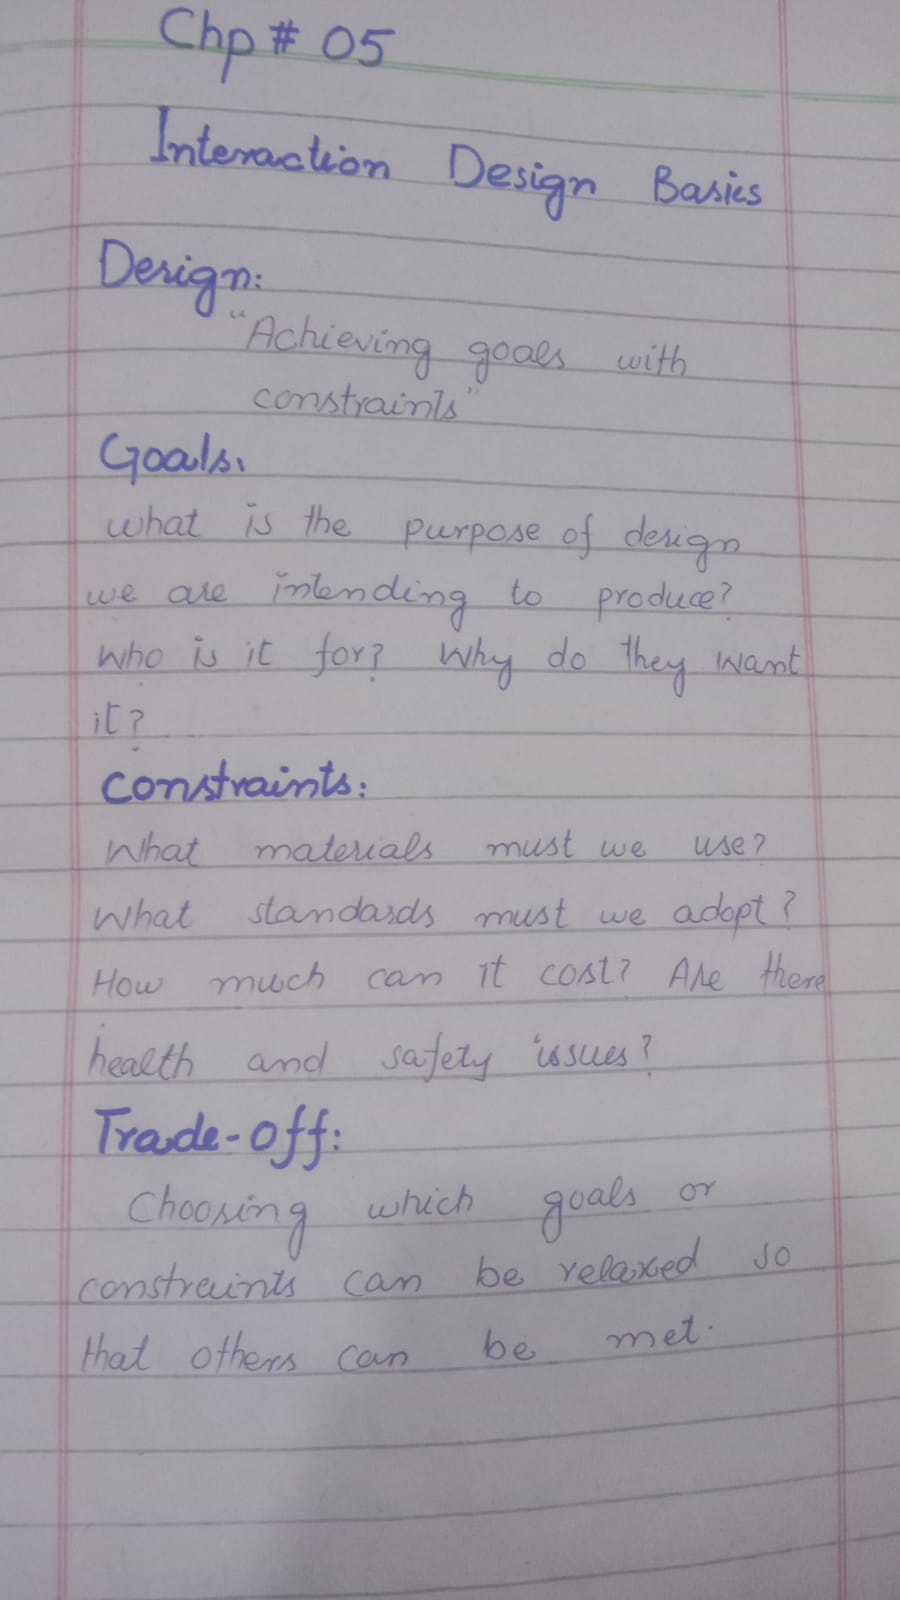 Chp # 05
Interaction Design Basics
Design:
"Achieving goals with
constraints"
Goals.
what is the purpose of design
we are intending to produce?
Who is it for? Why do they want
it?
Constraints:
What materials must we use?
What standards must we adopt?
How much can it cost? Are there
health and safety issues?
Trade-off:
Choosing which goals or
constraints can be relaxed so
that others can be met.